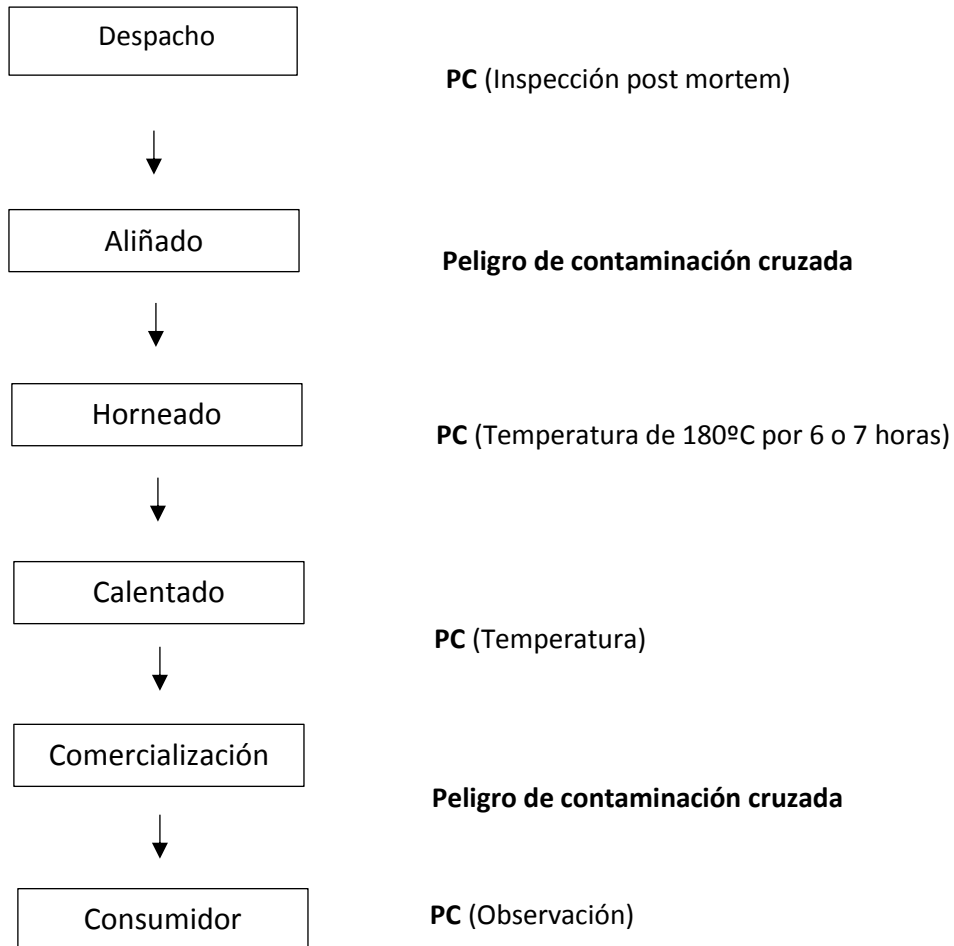 Despacho
PC (Inspección post mortem)
Aliñado
Peligro de contaminación cruzada
Horneado
PC (Temperatura de 180ºC por 6 o 7 horas)
Calentado
PC (Temperatura)
Comercialización
Peligro de contaminación cruzada
Consumidor
PC (Observación)